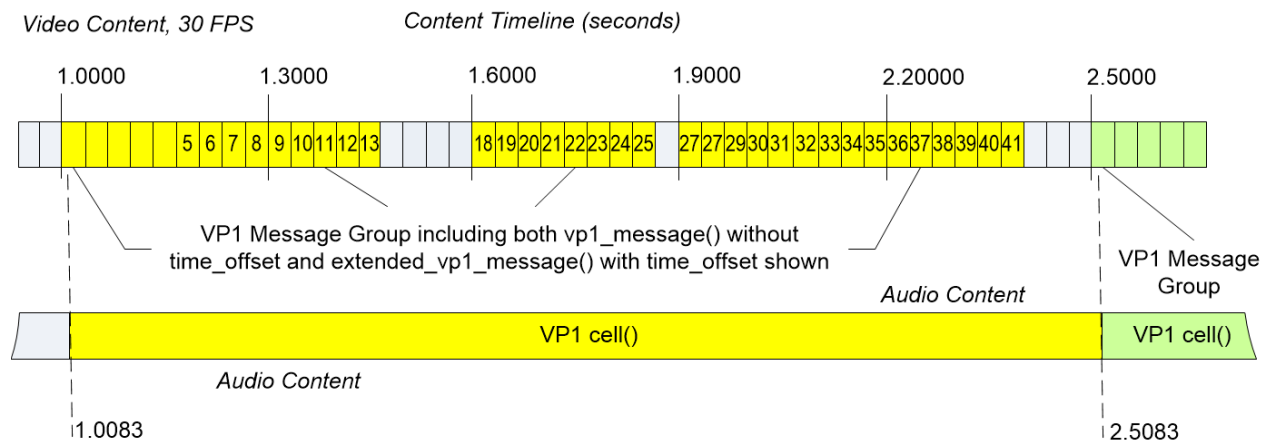 Video Content, 30 FPS
Content Timeline (seconds)
1.0000 1.3000 1.6000 1.9000 2.20000 2.5000
5 6 7 8 9 10 11 12 13 18 19 20 21 22 23 24 25 27 27 29 30 31 32 33 34 35 36 37 38 39 40 41
VP1 Message Group including both vp1_message() without
time_offset and extended_vp1_message() with time_offset shown
VP1 Message
Group
Audio Content
VP1 cell() VP1 cell()
Audio Content
1.0083 2.5083